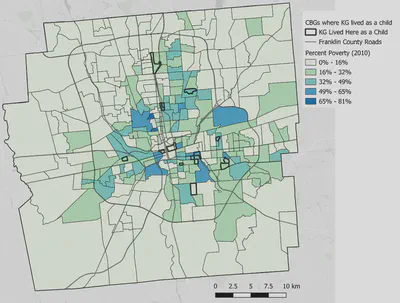 CBGs where KG lived as a child
KG Lived Here as a Child
Franklin County Roads
Percent Poverty (2010)
0% - 16%
16% - 32%
32% - 49%
49% - 65%
65% - 81%
0 2.5 5 7.5 10 km